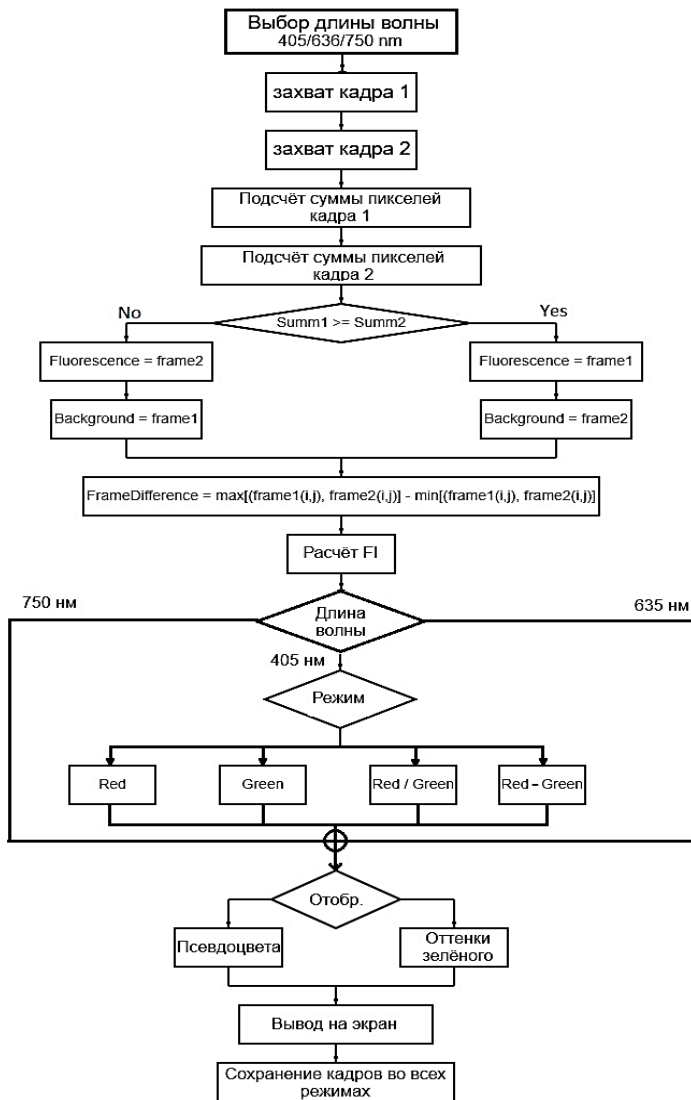 Выбор длины волны
405/636/750 nm
захват кадра 1
захват кадра 2
Подсчёт суммы пикселей
кадра 1
Подсчёт суммы пикселей
кадра 2
No
Summ1 >= Summ2
Yes
Fluorescence = frame2
Fluorescence = frame1
Background = frame1
Background = frame2
FrameDifference = max[(frame1(i,j), frame2(i,j)] - min[(frame1(i,j), frame2(i,j)]
Расчёт FI
750 нм
Длина
волны
635 нм
405 нм
Режим
Red
Green
Red / Green
Red – Green
Отобр.
Псевдоцвета
Оттенки
зелёного
Вывод на экран
Сохранение кадров во всех
режимах